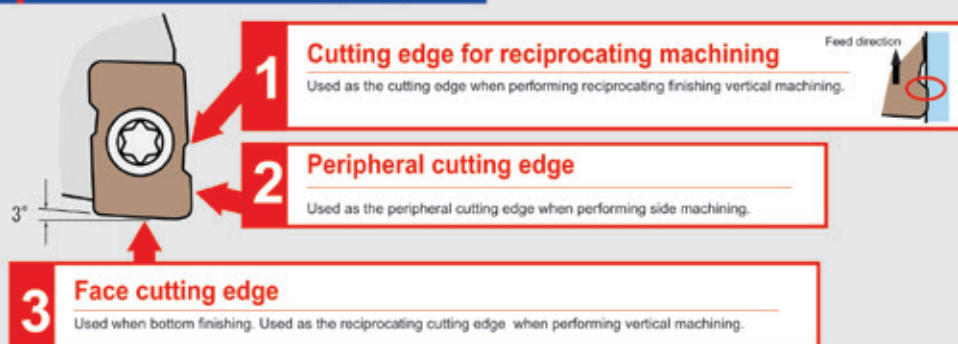 1
Cutting edge for reciprocating machining
Used as the cutting edge when performing reciprocating finishing vertical machining.
Feed direction
2
Peripheral cutting edge
Used as the peripheral cutting edge when performing side machining.
3°
3
Face cutting edge
Used when bottom finishing. Used as the reciprocating cutting edge when performing vertical machining.